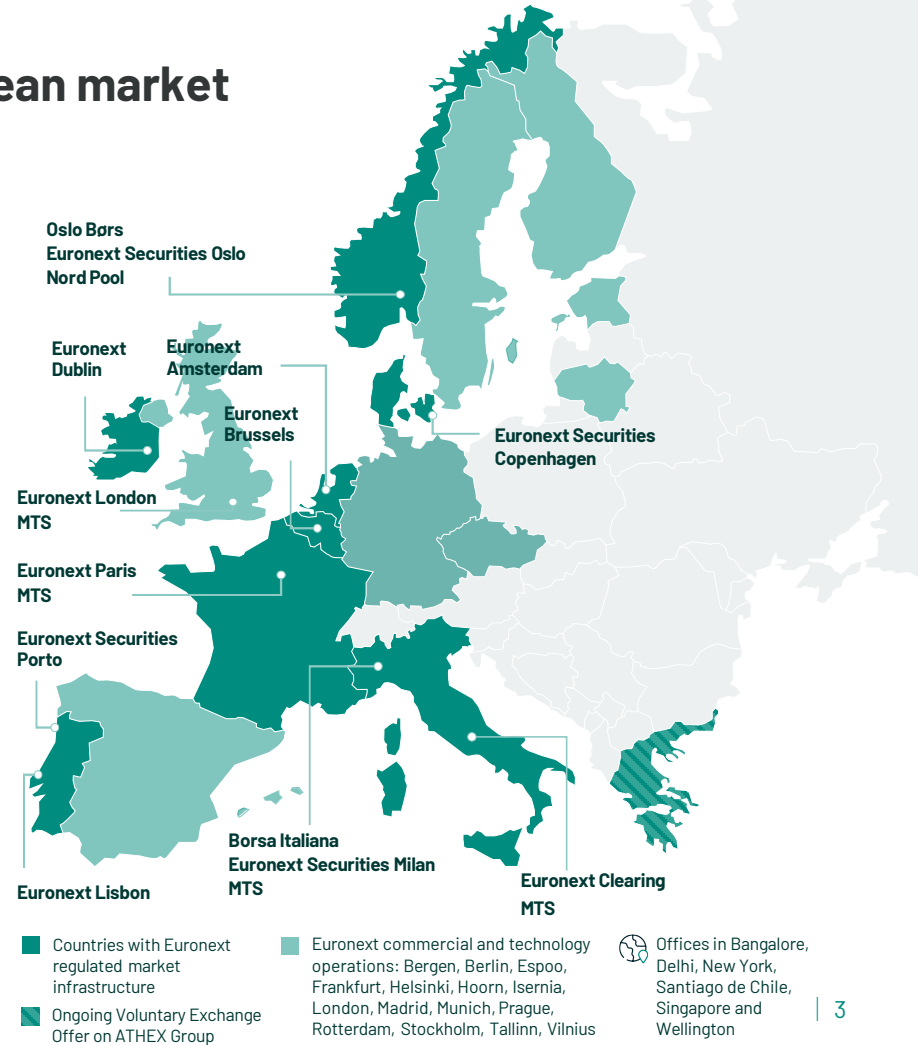 ean market
Oslo Børs
Euronext Securities Oslo
Nord Pool
Euronext
Dublin
Euronext
Amsterdam
Euronext
Brussels
Euronext Securities
Copenhagen
Euronext London
MTS
Euronext Paris
MTS
Euronext Securities
Porto
Borsa Italiana
Euronext Securities Milan
MTS
Euronext Clearing
MTS
Euronext Lisbon
Countries with Euronext
regulated market
infrastructure
Ongoing Voluntary Exchange
Offer on ATHEX Group
Euronext commercial and technology
operations: Bergen, Berlin, Espoo,
Frankfurt, Helsinki, Hoorn, Isernia,
London, Madrid, Munich, Prague,
Rotterdam, Stockholm, Tallinn, Vilnius
Offices in Bangalore,
Delhi, New York,
Santiago de Chile,
Singapore and
Wellington
3